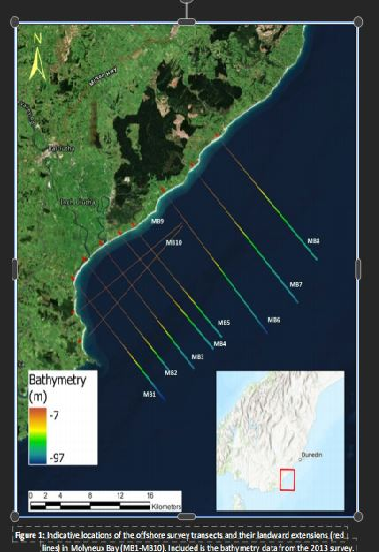 N
MB9
MB10
MB8
MB7
MB6
MB5
MB4
MB3
MB2
MB1
Bathymetry
(m)
-7
-97
0 2 4 8 12 16
Kilometers
Dunedin
Figure 1: Indicative locations of the offshore survey transects and their landward extensions (red
lines) in Molyneux Bay (MB1-MB10). Included is the bathymetry data from the 2013 survey.